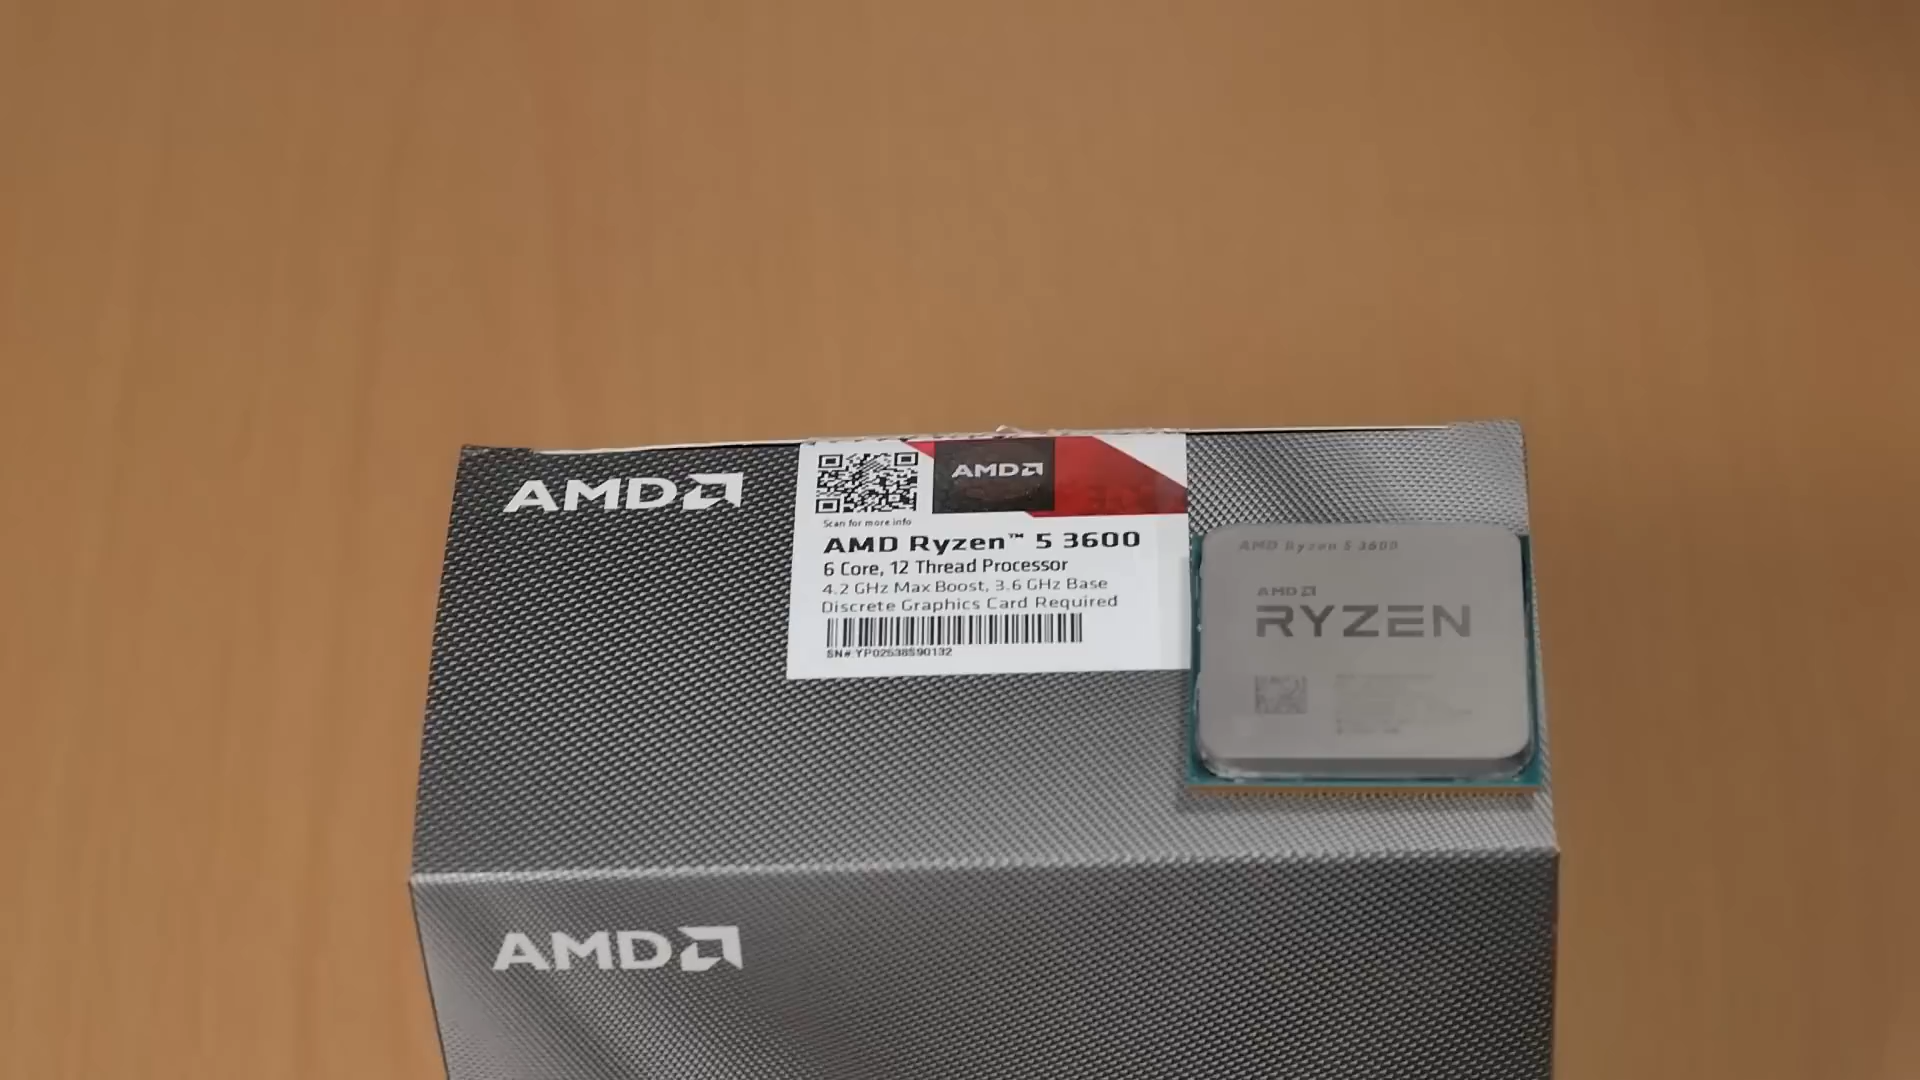 AMD
AMD
Scan for more info
AMD Ryzen™ 5 3600
6 Core, 12 Thread Processor
4.2 GHz Max Boost, 3.6 GHz Base
Discrete Graphics Card Required
SN# YP02538S90132
AMD Ryzen 5 3600
AMD
RYZEN
AMD